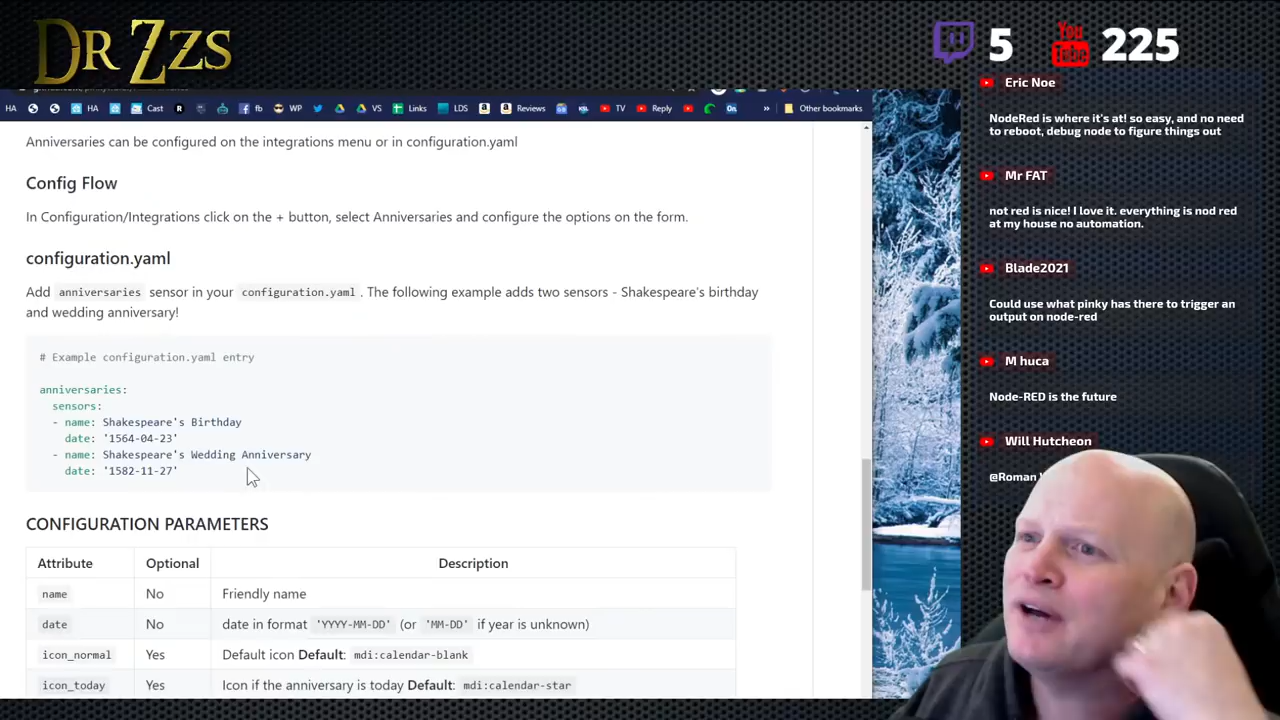 DR ZZS
5
You
Tube
225
HA
HA
Cast
R
fb
WP
VS
Links
LDS
Reviews
TV
Reply
»
Other bookmarks
Anniversaries can be configured on the integrations menu or in configuration.yaml
Config Flow
In Configuration/Integrations click on the + button, select Anniversaries and configure the options on the form.
configuration.yaml
Add anniversaries sensor in your configuration.yaml . The following example adds two sensors - Shakespeare's birthday
and wedding anniversary!
# Example configuration.yaml entry
anniversaries:
sensors:
- name: Shakespeare's Birthday
date: '1564-04-23'
- name: Shakespeare's Wedding Anniversary
date: '1582-11-27'
CONFIGURATION PARAMETERS
Attribute Optional Description
name No Friendly name
date No date in format 'YYYY-MM-DD' (or 'MM-DD' if year is unknown)
icon_normal Yes Default icon Default: mdi:calendar-blank
icon_today Yes Icon if the anniversary is today Default: mdi:calendar-star
Eric Noe
NodeRed is where it's at! so easy, and no need
to reboot, debug node to figure things out
Mr FAT
not red is nice! I love it. everything is nod red
at my house no automation.
Blade2021
Could use what pinky has there to trigger an
output on node-red
M huca
Node-RED is the future
Will Hutcheon
@Roman